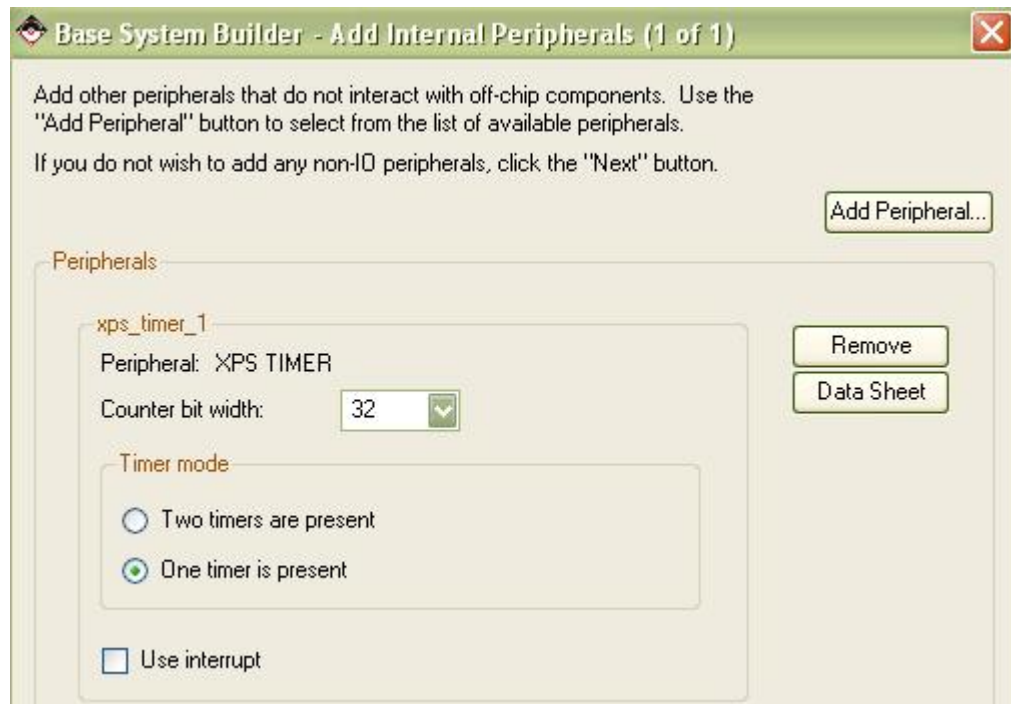 Base System Builder - Add Internal Peripherals (1 of 1)
Add other peripherals that do not interact with off-chip components. Use the
"Add Peripheral" button to select from the list of available peripherals.
If you do not wish to add any non-IO peripherals, click the "Next" button.
Add Peripheral...
Peripherals
xps_timer_1
Peripheral: XPS TIMER
Remove
Counter bit width: 32
Data Sheet
Timer mode
Two timers are present
One timer is present
Use interrupt